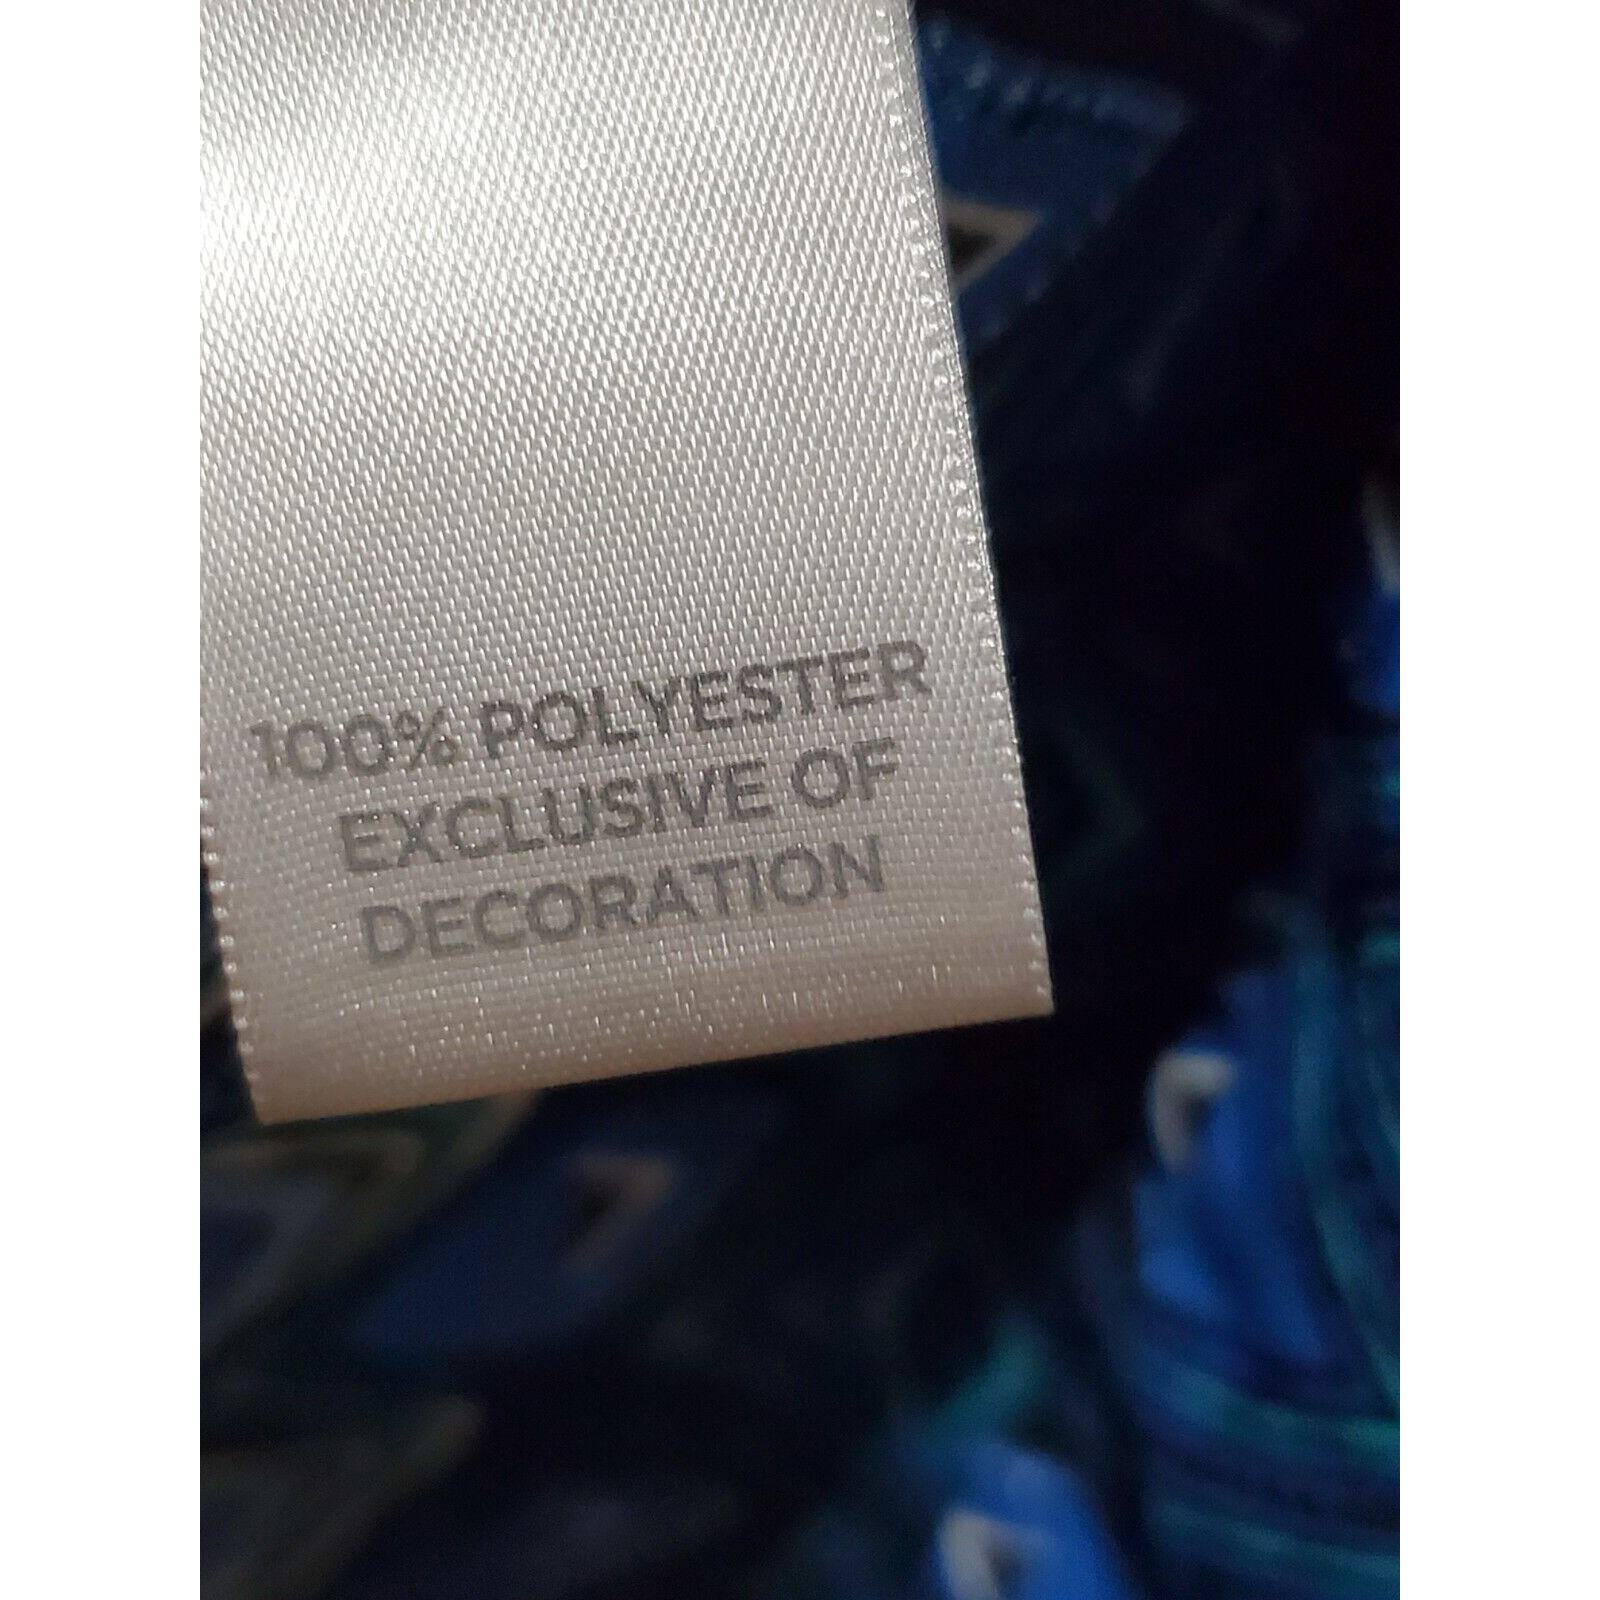 100% POLYESTER
EXCLUSIVE OF
DECORATION